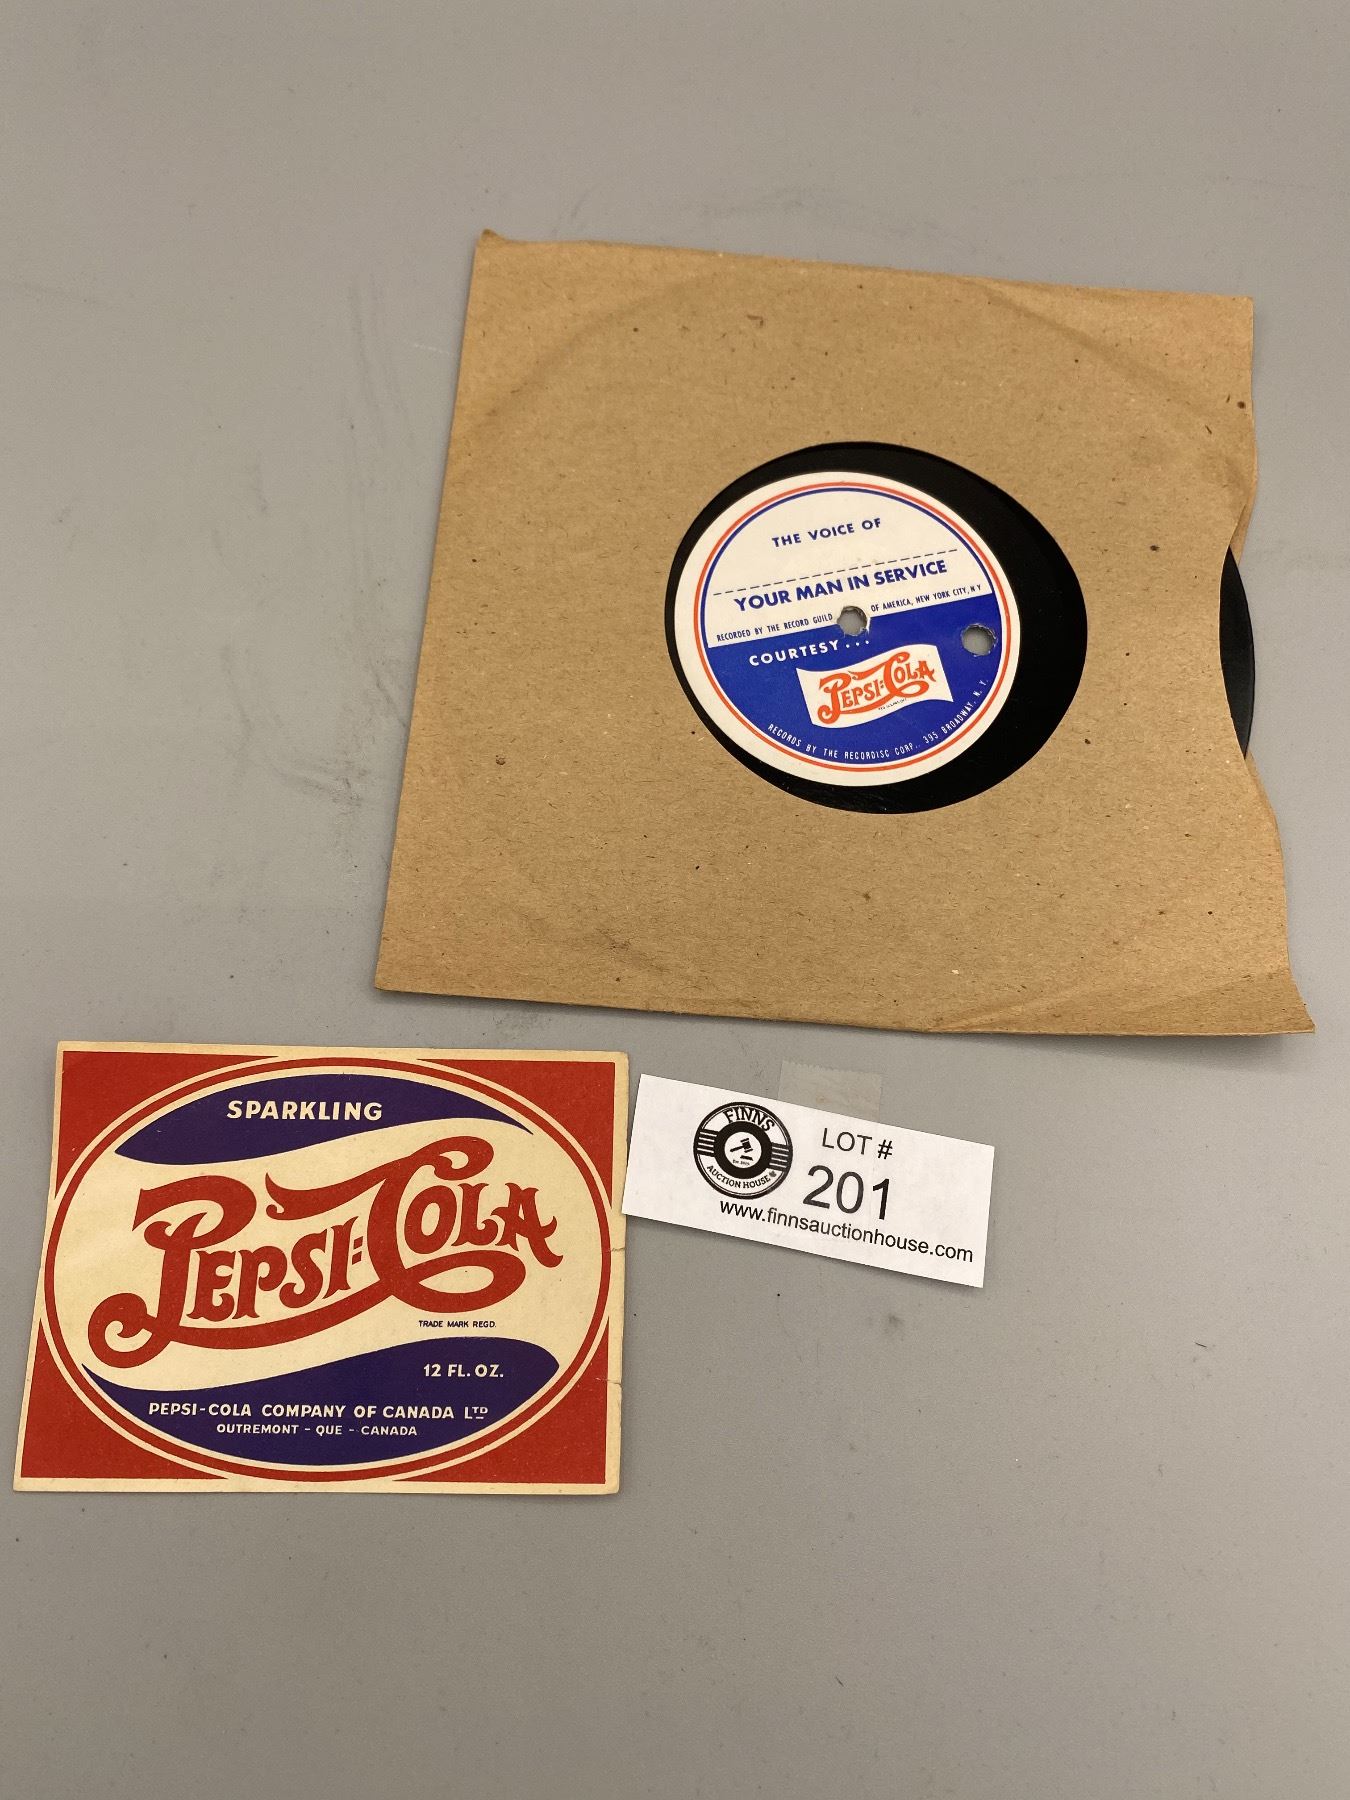 THE VOICE OF
YOUR MAN IN SERVICE
RECORDED BY THE RECORD GUILD OF AMERICA, NEW YORK CITY, N Y
COURTESY...
PEPSI-COLA
RECORDS BY THE RECORDISC CORP., 395 BROADWAY, N. Y.
SPARKLING
PEPSI-COLA
TRADE MARK REGD.
12 FL. OZ.
PEPSI-COLA COMPANY OF CANADA LTD
OUTREMONT - QUE - CANADA
FINNS
AUCTION HOUSE
LOT #
201
www.finnsauctionhouse.com